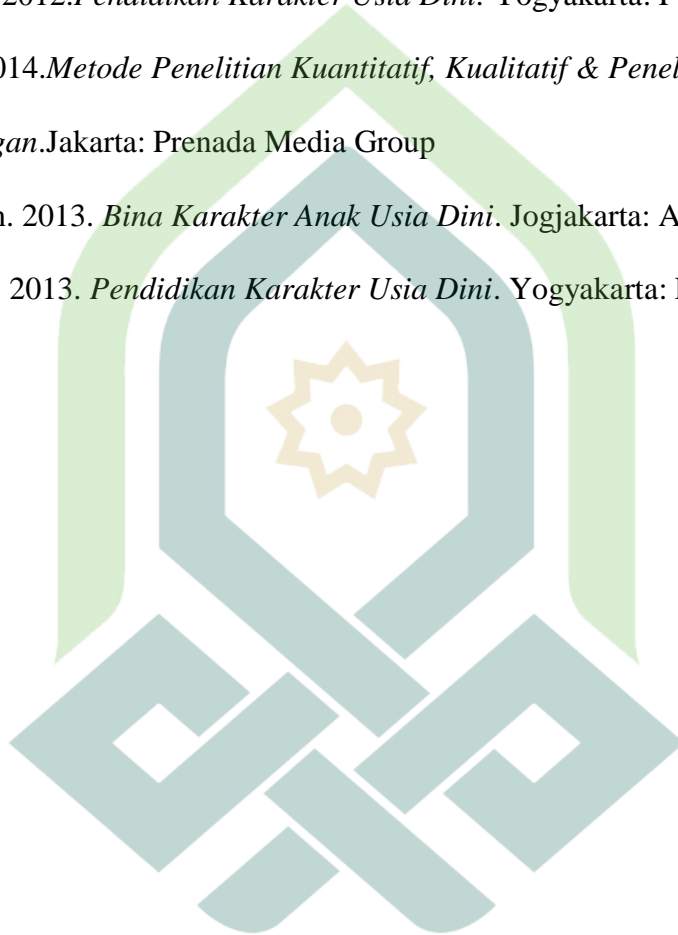 2012.Pendidikan Karakter Usia Dini. Yogyakarta: P
014.Metode Penelitian Kuantitatif, Kualitatif & Penel
gan.Jakarta: Prenada Media Group
n. 2013. Bina Karakter Anak Usia Dini. Jogjakarta: A
2013. Pendidikan Karakter Usia Dini. Yogyakarta: